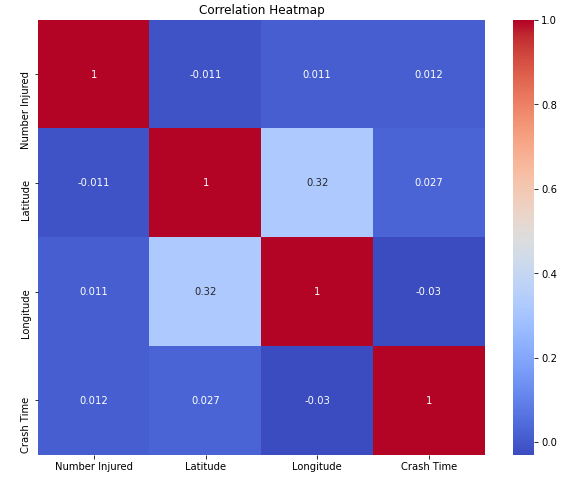 Correlation Heatmap
Number Injured
1
-0.011
0.011
0.012
Latitude
-0.011
1
0.32
0.027
Longitude
0.011
0.32
1
-0.03
Crash Time
0.012
0.027
-0.03
1
Number Injured
Latitude
Longitude
Crash Time
1.0
0.8
0.6
0.4
0.2
0.0